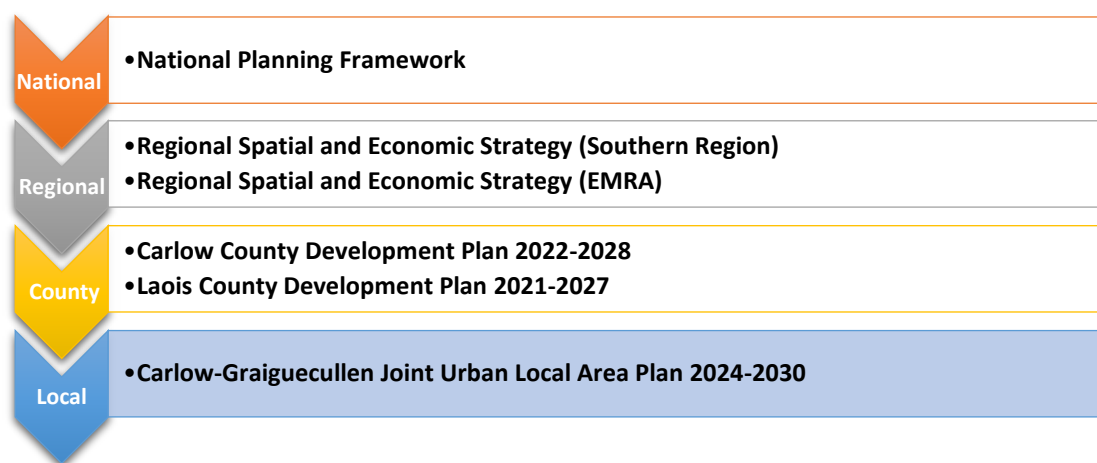 National
•National Planning Framework
Regional
•Regional Spatial and Economic Strategy (Southern Region)
•Regional Spatial and Economic Strategy (EMRA)
County
•Carlow County Development Plan 2022-2028
•Laois County Development Plan 2021-2027
Local
•Carlow-Graiguecullen Joint Urban Local Area Plan 2024-2030